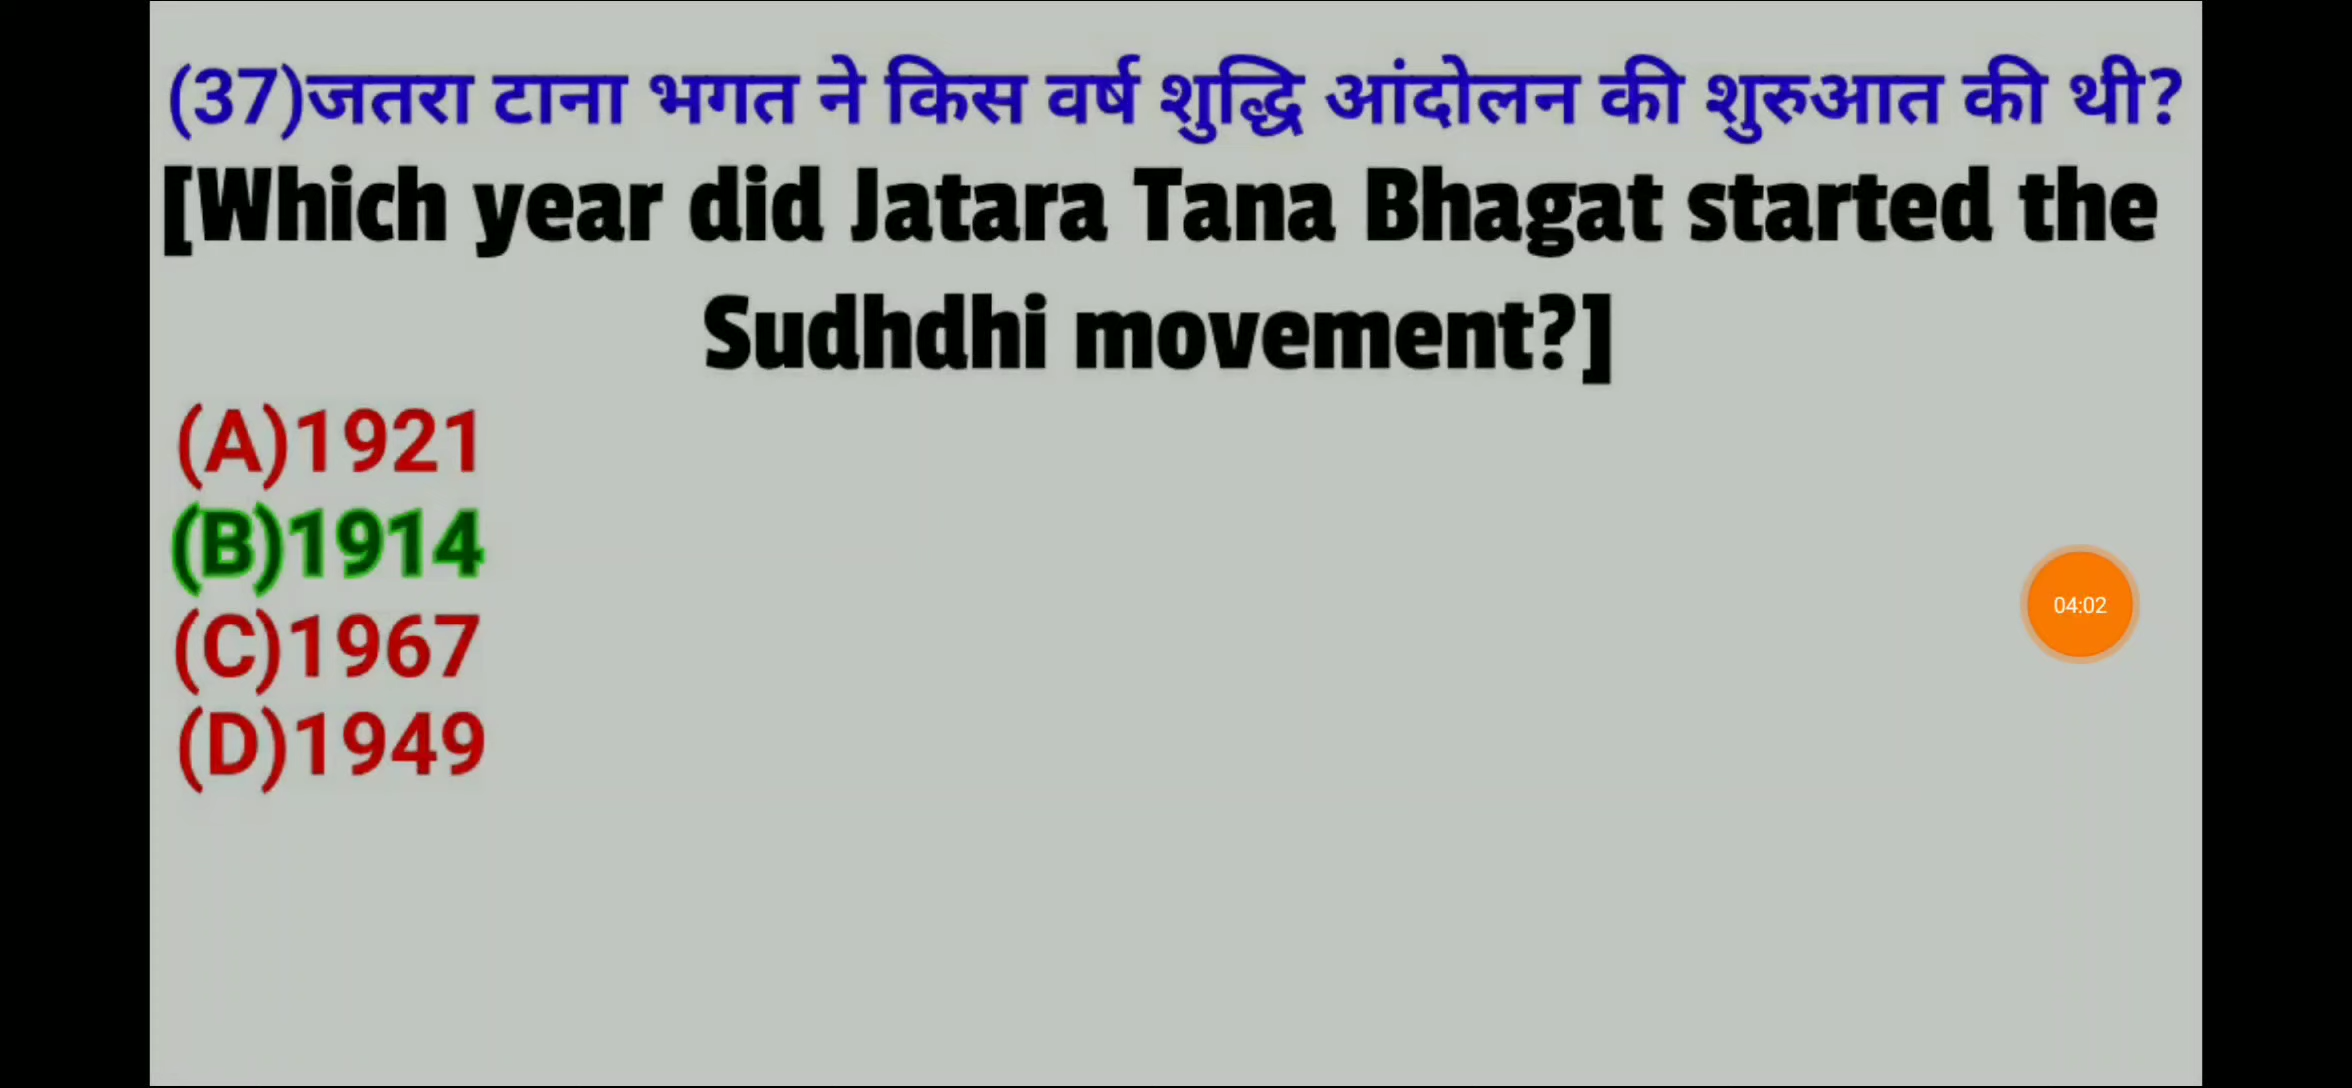 (37)जतरा टाना भगत ने किस वर्ष शुद्धि आंदोलन की शुरुआत की थी?
[Which year did Jatara Tana Bhagat started the
Sudhdhi movement?]
(A)1921
(B)1914
(C)1967
(D)1949
04:02